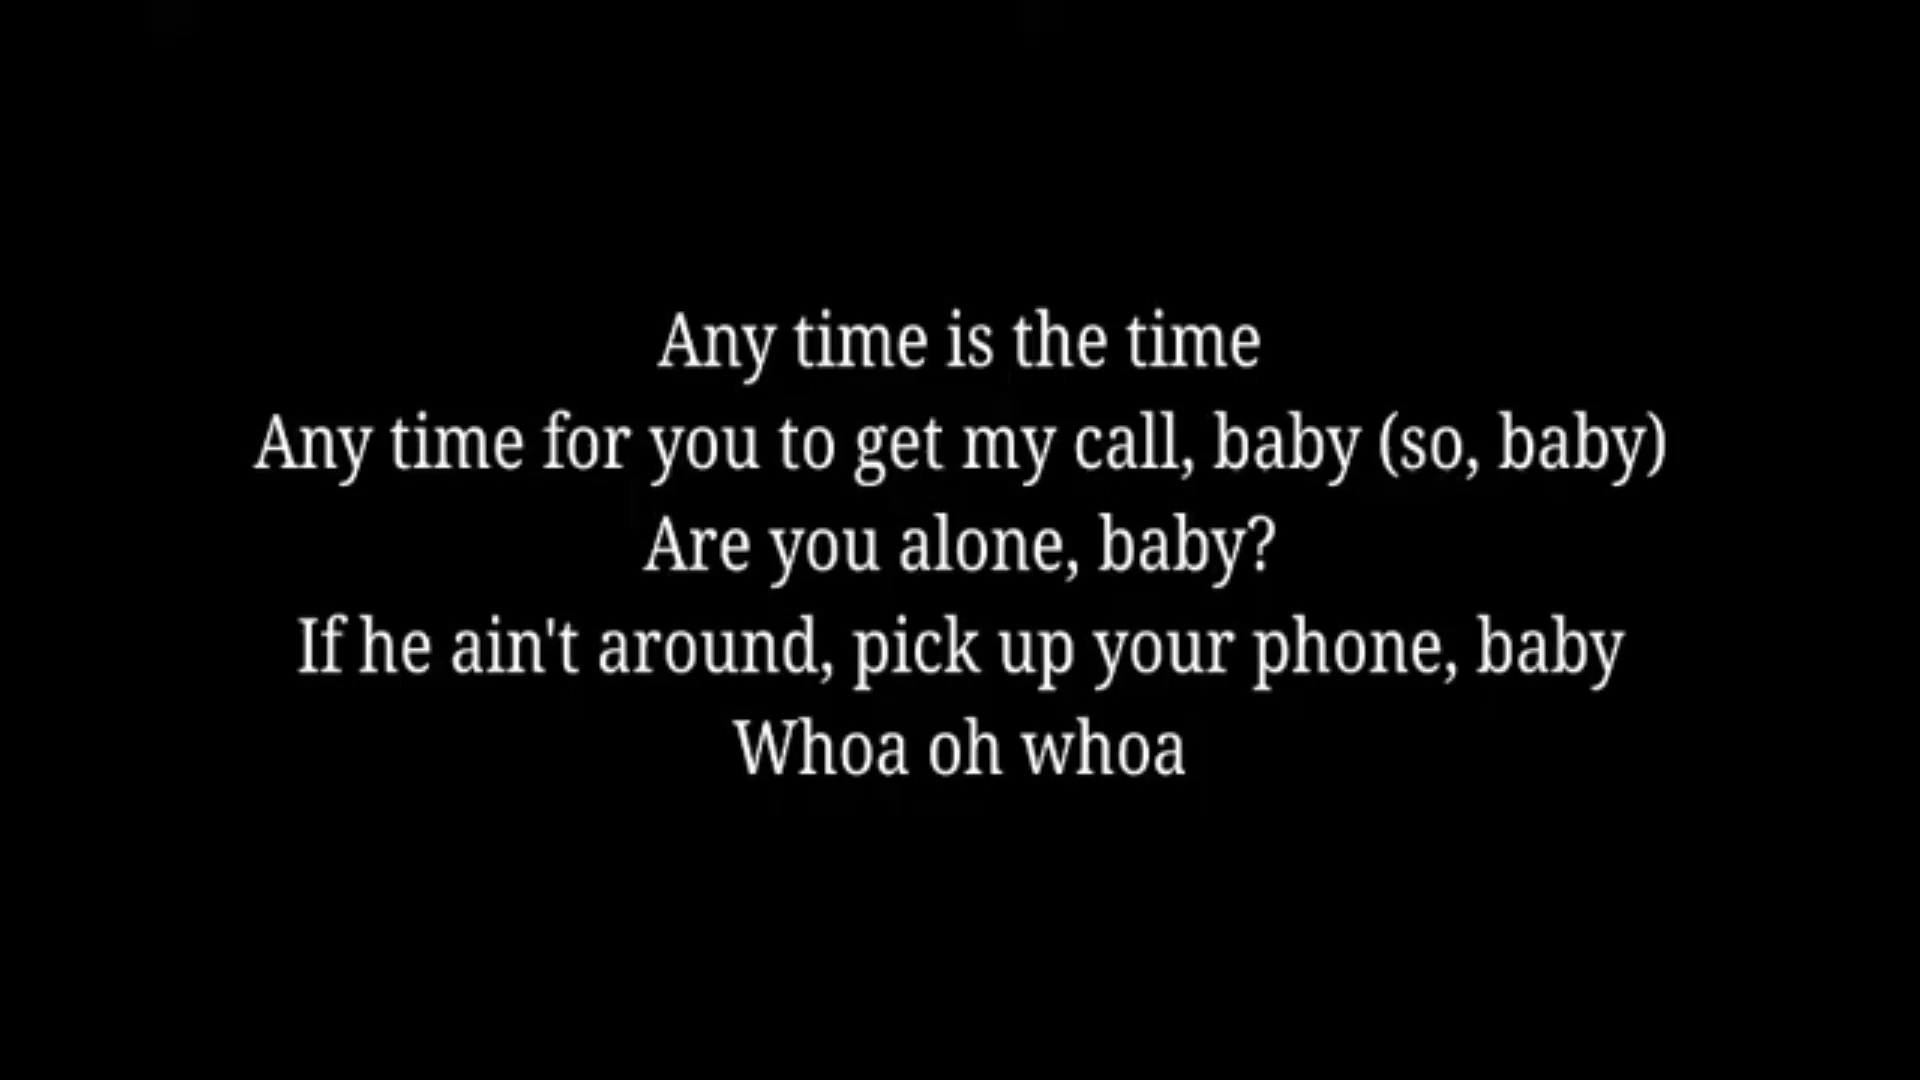 Any time is the time
Any time for you to get my call, baby (so, baby)
Are you alone, baby?
If he ain't around, pick up your phone, baby
Whoa oh whoa